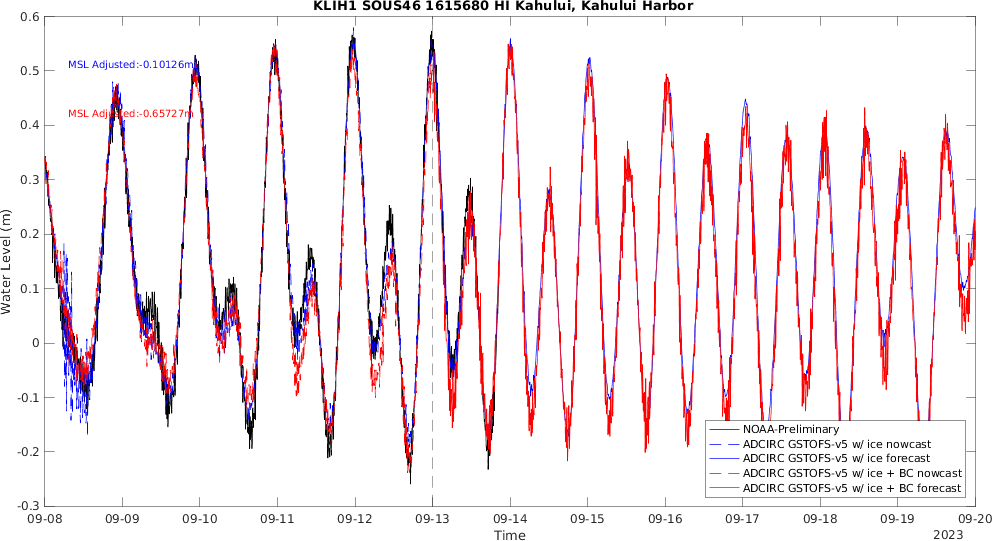 KLIH1 SOUS46 1615680 HI Kahului, Kahului Harbor
0.6
0.5
0.4
0.3
0.2
0.1
0
-0.1
-0.2
-0.3
Water Level (m)
MSL Adjusted:-0.10126m
MSL Adjusted:-0.65727m
NOAA-Preliminary
ADCIRC GSTOFS-v5 w/ ice nowcast
ADCIRC GSTOFS-v5 w/ ice forecast
ADCIRC GSTOFS-v5 w/ ice + BC nowcast
ADCIRC GSTOFS-v5 w/ ice + BC forecast
09-08 09-09 09-10 09-11 09-12 09-13 09-14 09-15 09-16 09-17 09-18 09-19 09-20
Time
2023